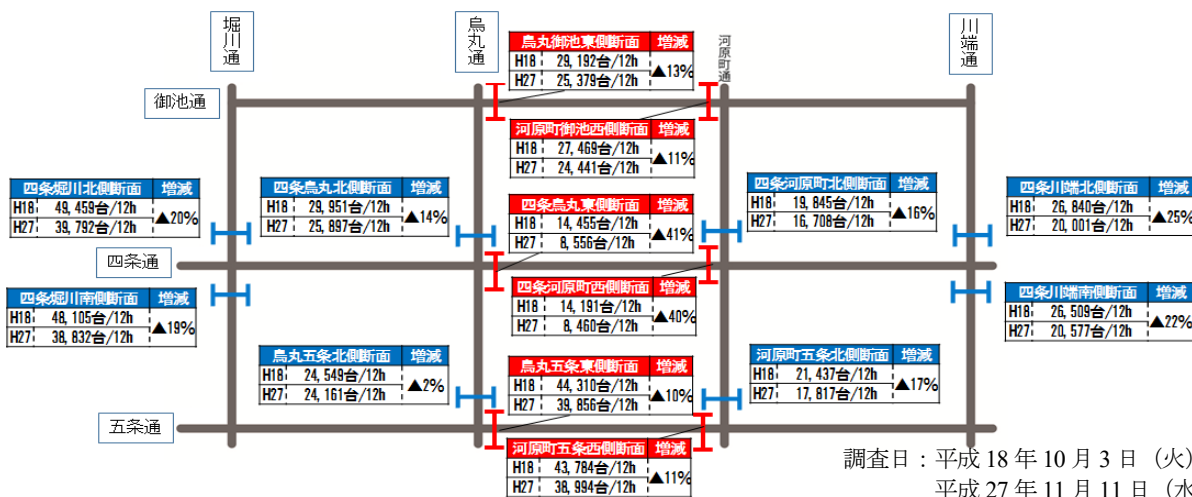 堀川通
烏丸通
河原町通
川端通
烏丸御池東側断面 増減
H18 29,192台/12h
H27 25,379台/12h
▲13%
御池通
河原町御池西側断面 増減
H18 27,469台/12h
H27 24,441台/12h
▲11%
四条堀川北側断面 増減
H18 49,459台/12h
H27 39,792台/12h
▲20%
四条烏丸北側断面 増減
H18 29,951台/12h
H27 25,897台/12h
▲14%
四条烏丸東側断面 増減
H18 14,455台/12h
H27 8,556台/12h
▲41%
四条河原町北側断面 増減
H18 19,845台/12h
H27 16,708台/12h
▲16%
四条川端北側断面 増減
H18 26,840台/12h
H27 20,001台/12h
▲25%
四条通
四条堀川南側断面 増減
H18 48,105台/12h
H27 38,832台/12h
▲19%
四条河原町西側断面 増減
H18 14,191台/12h
H27 8,460台/12h
▲40%
四条川端南側断面 増減
H18 26,509台/12h
H27 20,577台/12h
▲22%
烏丸五条北側断面 増減
H18 24,549台/12h
H27 24,161台/12h
▲2%
烏丸五条東側断面 増減
H18 44,310台/12h
H27 39,856台/12h
▲10%
河原町五条北側断面 増減
H18 21,437台/12h
H27 17,817台/12h
▲17%
五条通
河原町五条西側断面 増減
H18 43,784台/12h
H27 38,994台/12h
▲11%
調査日：平成18年10月3日（火）
平成27年11月11日（水